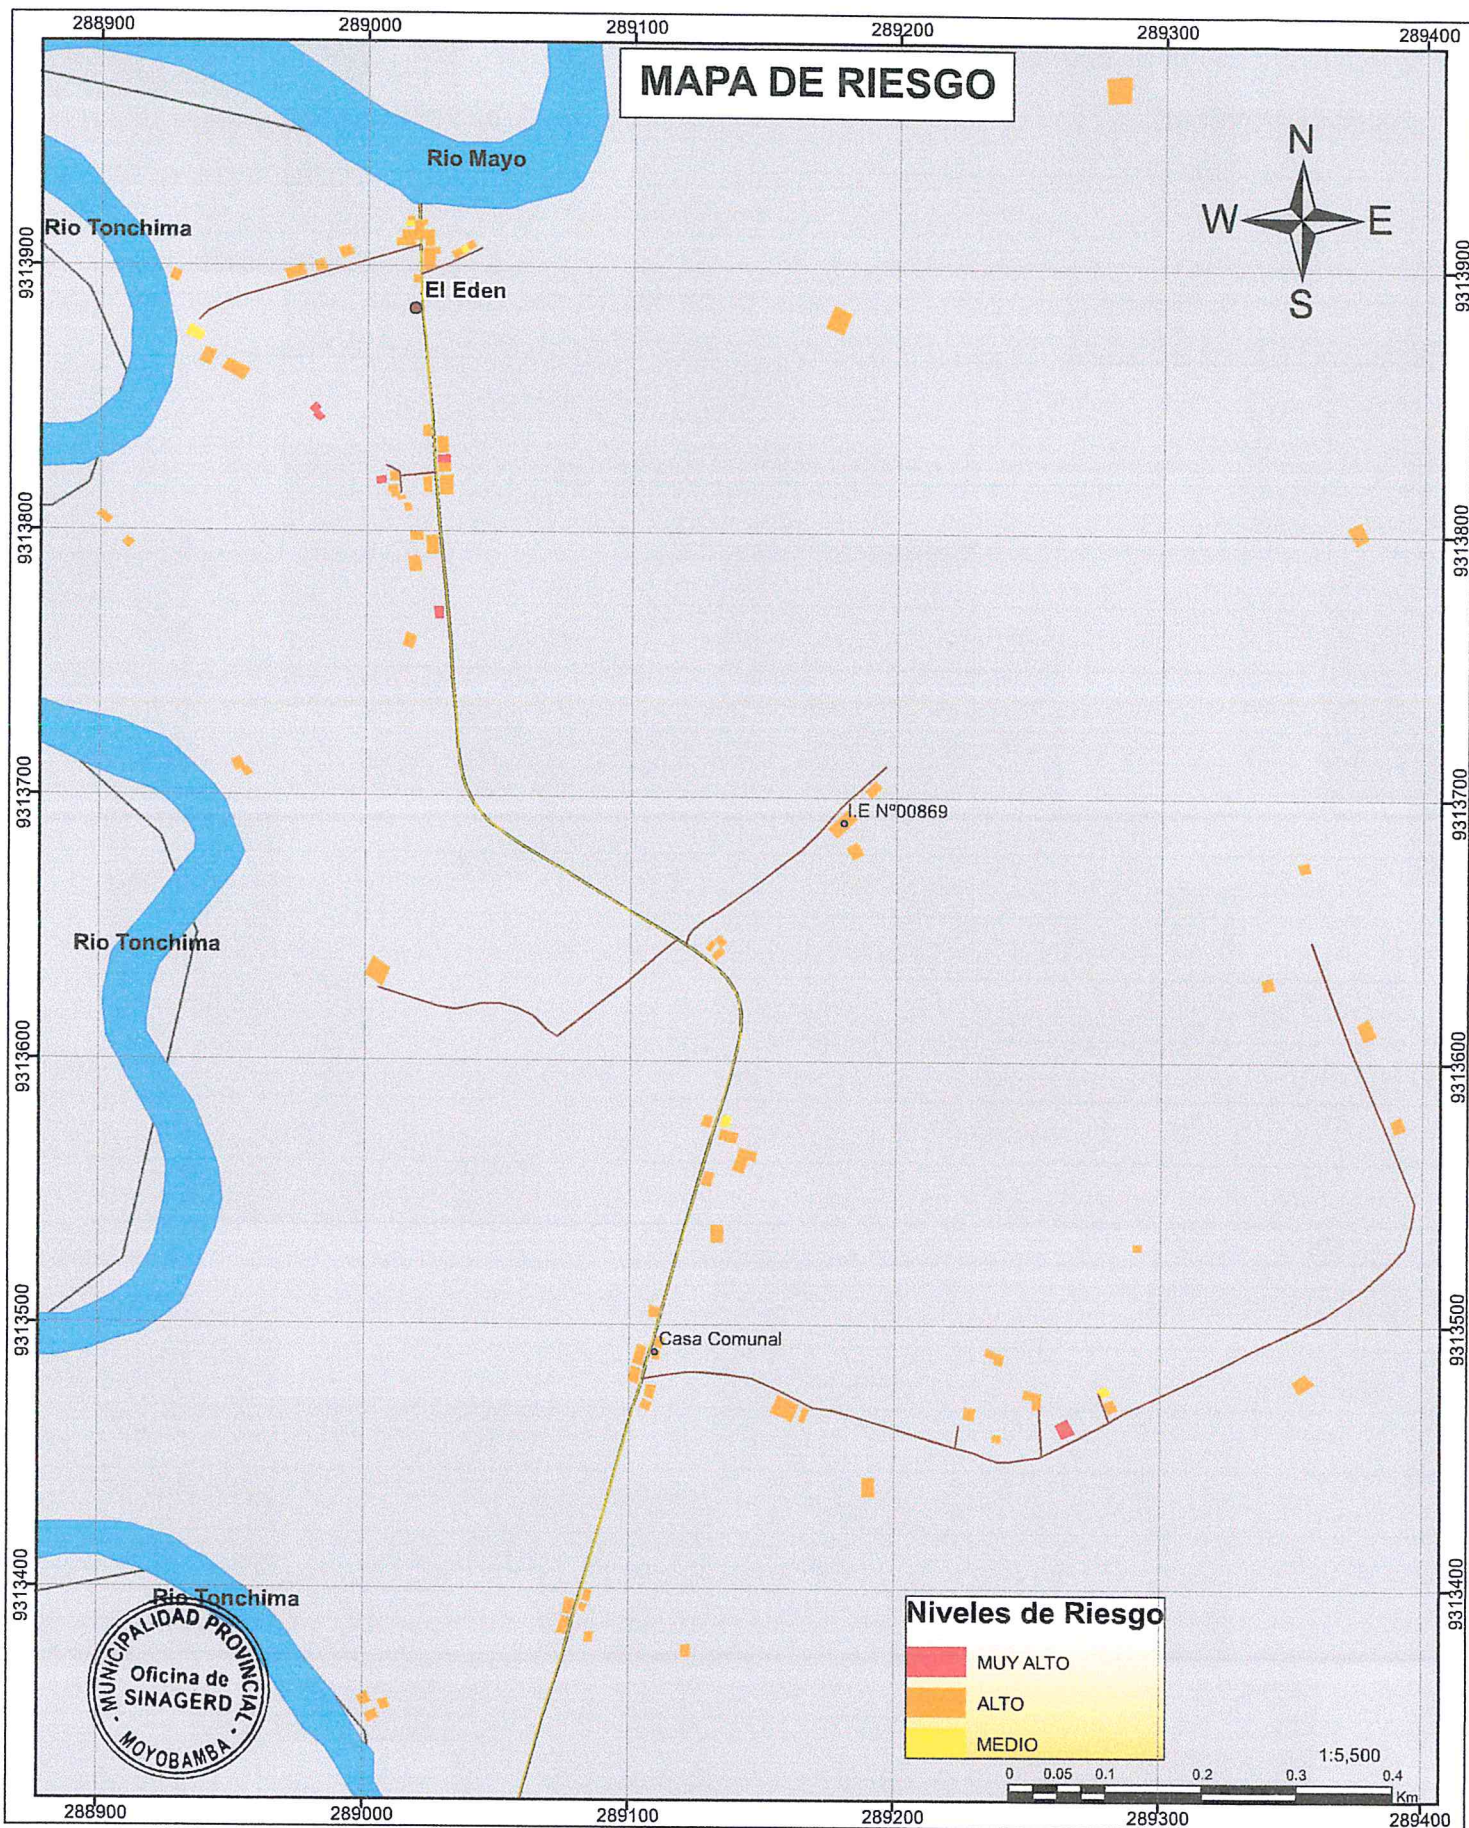 288900 289000 289100 289200 289300 289400
MAPA DE RIESGO
N
W E
S
Rio Mayo
Rio Tonchima
9313900 9313900
El Eden
9313800 9313800
9313700 9313700
I.E Nº00869
Rio Tonchima
9313600 9313600
9313500 9313500
Casa Comunal
9313400 9313400
Rio Tonchima
MUNICIPALIDAD PROVINCIAL
Oficina de
SINAGERD
MOYOBAMBA
Niveles de Riesgo
MUY ALTO
ALTO
MEDIO
1:5,500
0 0.05 0.1 0.2 0.3 0.4
Km
288900 289000 289100 289200 289300 289400